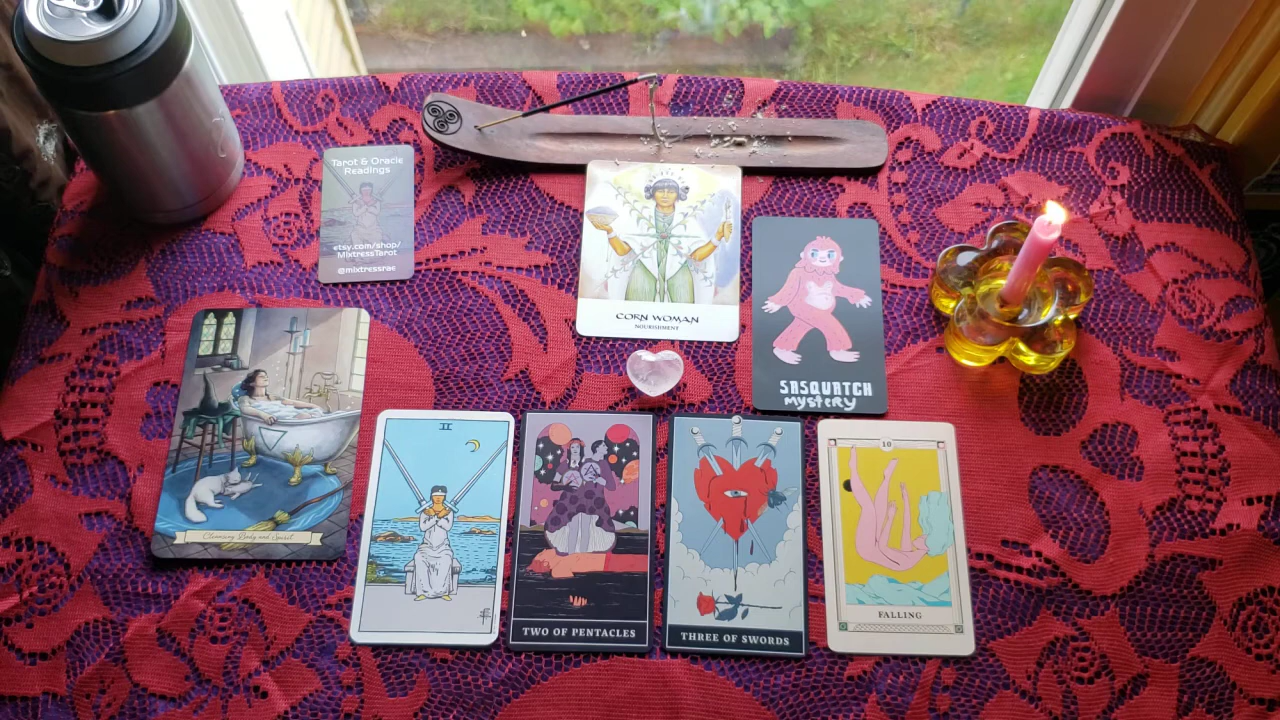 Tarot & Oracle
Readings
etsy.com/shop/
MixtressTarot
@mixtressrae
CORN WOMAN
NOURISHMENT
SASQUATCH
mystery
Cleansing Body and Spirit
II
TWO OF PENTACLES
THREE OF SWORDS
10
FALLING